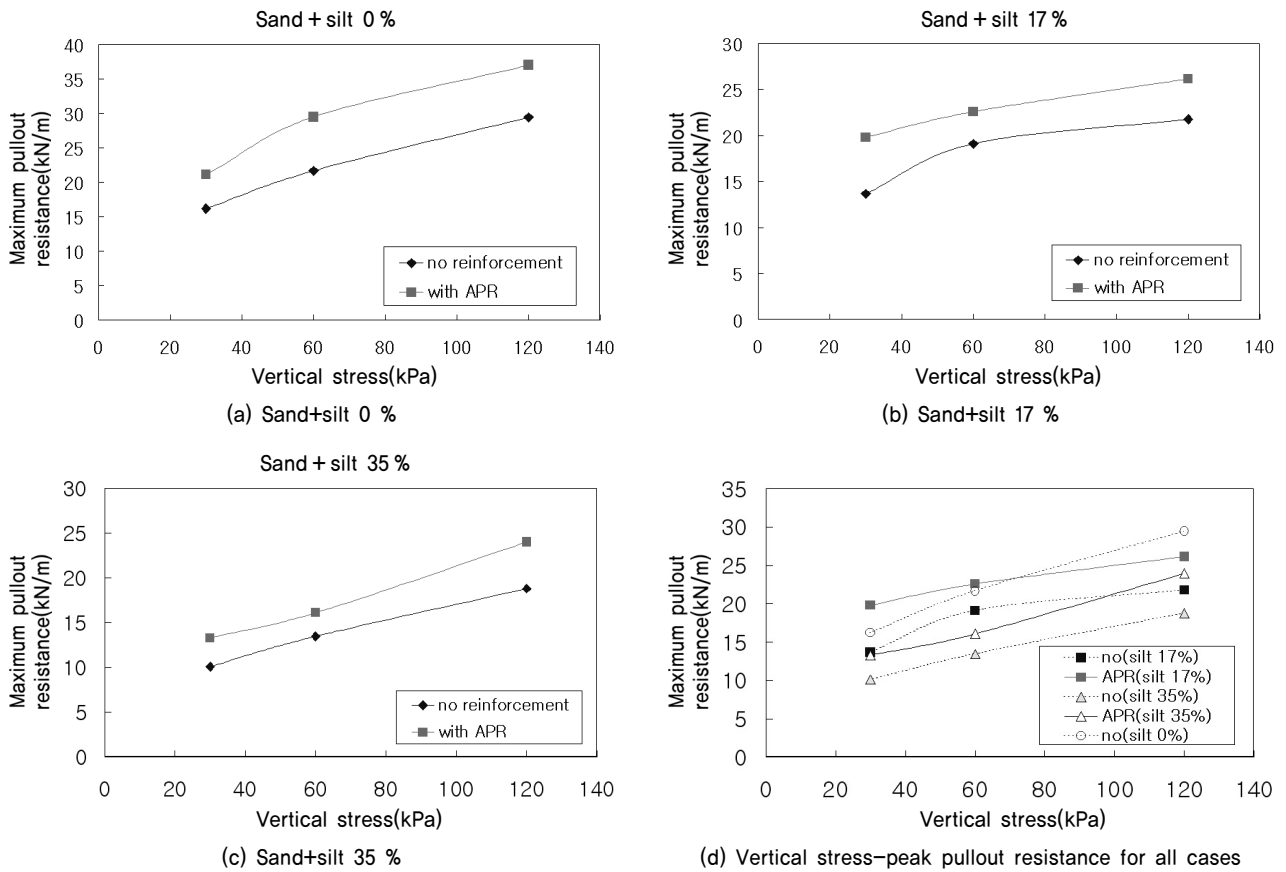 Sand + silt 0 %
Maximum pullout
resistance(kN/m)
40
35
30
25
20
15
10
5
0
no reinforcement
with APR
0 20 40 60 80 100 120 140
Vertical stress(kPa)
(a) Sand+silt 0 %
Sand + silt 17 %
Maximum pullout
resistance(kN/m)
30
25
20
15
10
5
0
no reinforcement
with APR
0 20 40 60 80 100 120 140
Vertical stress(kPa)
(b) Sand+silt 17 %
Sand + silt 35 %
Maximum pullout
resistance(kN/m)
30
25
20
15
10
5
0
no reinforcement
with APR
0 20 40 60 80 100 120 140
Vertical stress(kPa)
(c) Sand+silt 35 %
Maximum pullout
resistance(kN/m)
35
30
25
20
15
10
5
0
no(silt 17%)
APR(silt 17%)
no(silt 35%)
APR(silt 35%)
no(silt 0%)
0 20 40 60 80 100 120 140
Vertical stress(kPa)
(d) Vertical stress-peak pullout resistance for all cases